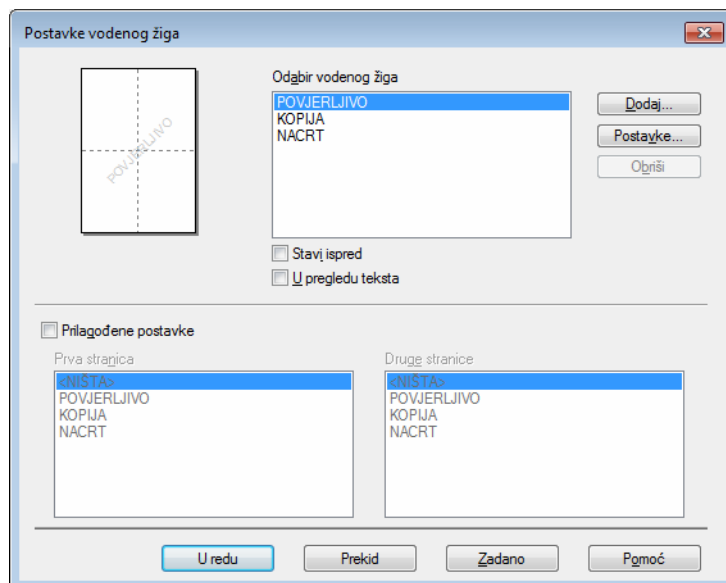 Postavke vodenog žiga
POVJERLJIVO
Odabir vodenog žiga
POVJERLJIVO
KOPIJA
NACRT
Dodaj...
Postavke...
Obriši
Stavi ispred
U pregledu teksta
Prilagođene postavke
Prva stranica
<NIŠTA>
POVJERLJIVO
KOPIJA
NACRT
Druge stranice
<NIŠTA>
POVJERLJIVO
KOPIJA
NACRT
U redu
Prekid
Zadano
Pomoć